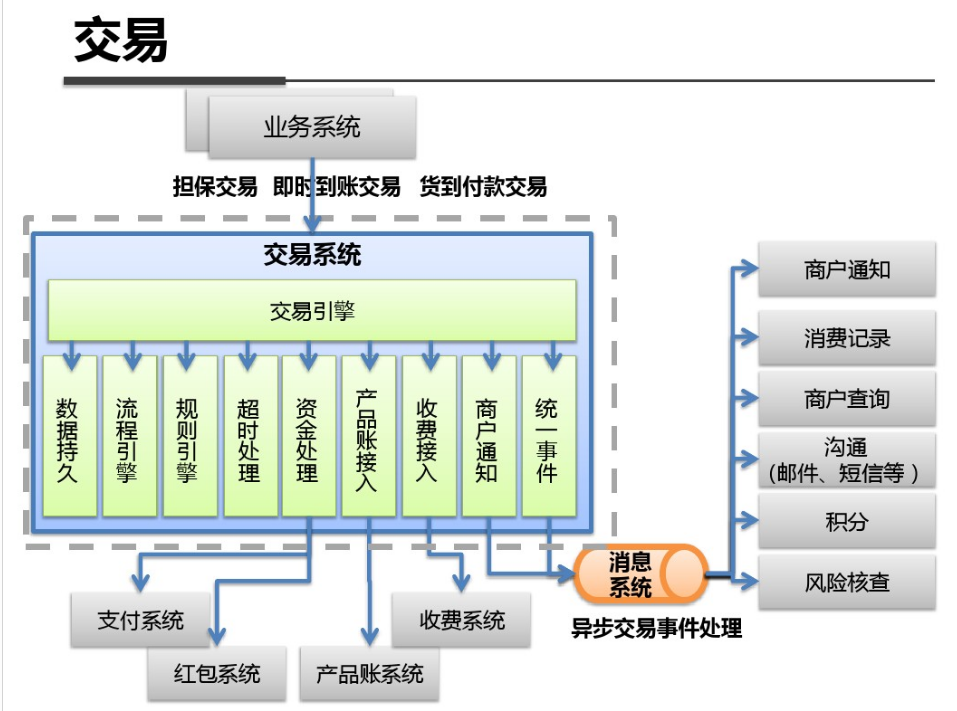 交易
业务系统
担保交易 即时到账交易 货到付款交易
交易系统
交易引擎
数据持久
流程引擎
规则引擎
超时处理
资金处理
产品账接入
收费接入
商户通知
统一事件
商户通知
消费记录
商户查询
沟通
（邮件、短信等 ）
积分
风险核查
消息
系统
异步交易事件处理
支付系统
收费系统
红包系统
产品账系统